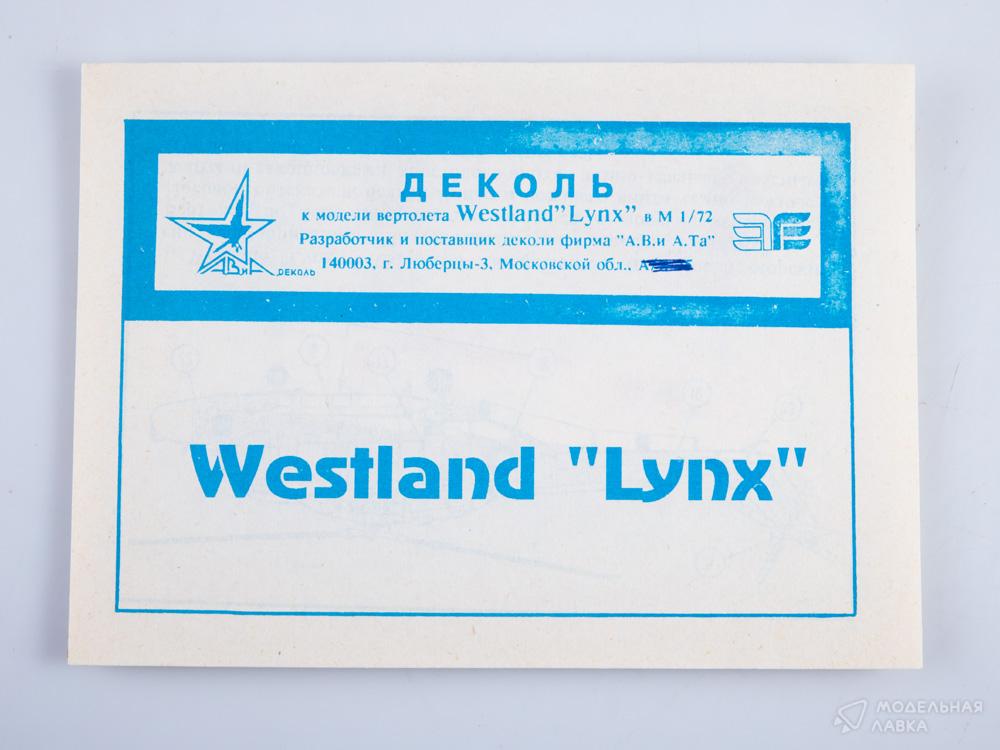 ДЕКОЛЬ
к модели вертолета Westland"Lynx" в М 1/72
Разработчик и поставщик деколи фирма "А.В.и А.Та"
140003, г. Люберцы-3, Московской обл., А
АВиА ДЕКОЛЬ
Westland "Lynx"
МОДЕЛЬНАЯ
ЛАВКА